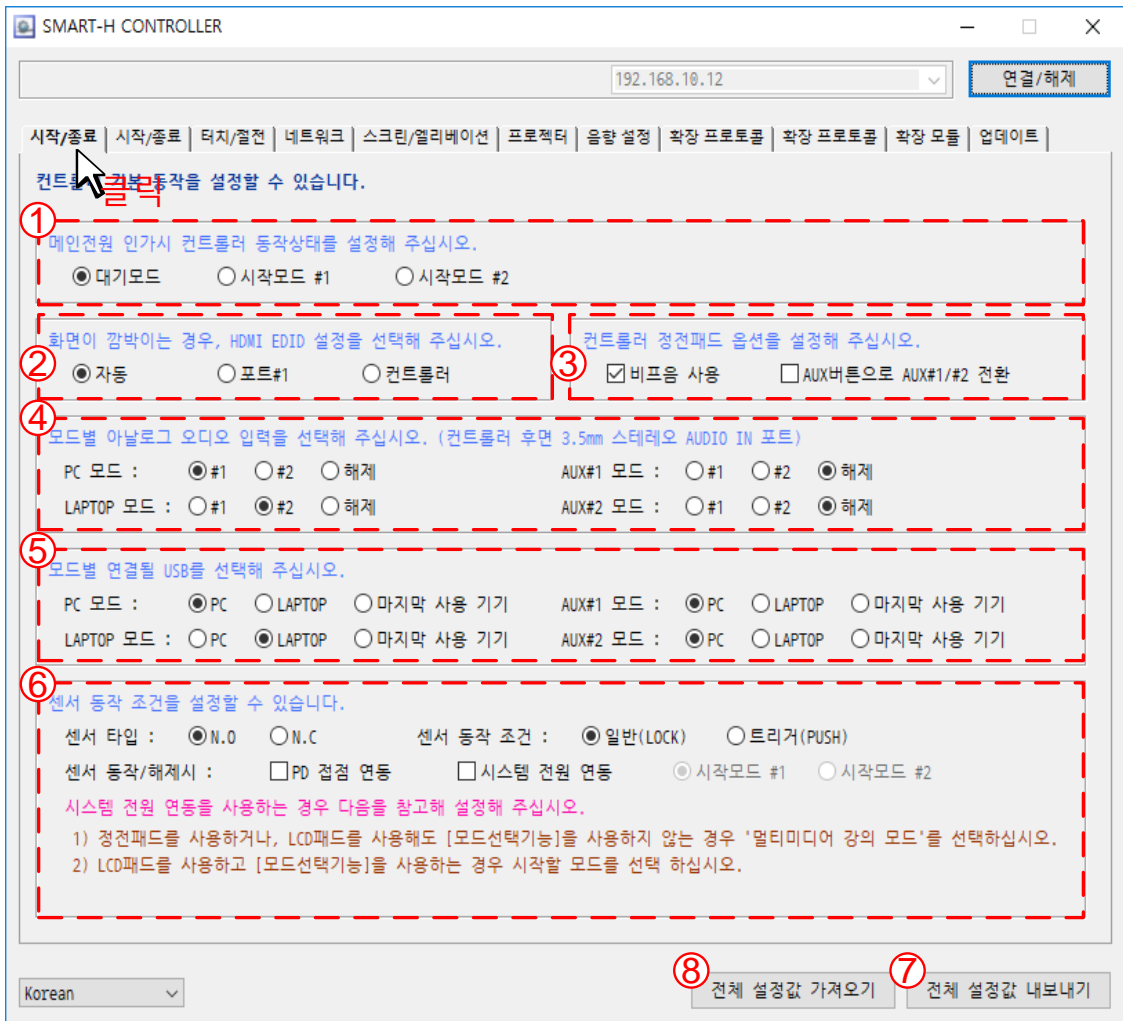 SMART-H CONTROLLER
192.168.10.12 연결/해제
시작/종료 시작/종료 터치/절전 네트워크 스크린/엘리베이션 프로젝터 음향 설정 확장 프로토콜 확장 프로토콜 확장 모듈 업데이트
컨트롤 기본 동작을 설정할 수 있습니다.
클릭
①
메인전원 인가시 컨트롤러 동작상태를 설정해 주십시오.
대기모드 시작모드 #1 시작모드 #2
화면이 깜박이는 경우, HDMI EDID 설정을 선택해 주십시오. 컨트롤러 정전패드 옵션을 설정해 주십시오.
② 자동 포트#1 컨트롤러 ③ 비프음 사용 AUX버튼으로 AUX#1/#2 전환
④
모드별 아날로그 오디오 입력을 선택해 주십시오. (컨트롤러 후면 3.5mm 스테레오 AUDIO IN 포트)
PC 모드 : #1 #2 해제 AUX#1 모드 : #1 #2 해제
LAPTOP 모드 : #1 #2 해제 AUX#2 모드 : #1 #2 해제
⑤
모드별 연결될 USB를 선택해 주십시오.
PC 모드 : PC LAPTOP 마지막 사용 기기 AUX#1 모드 : PC LAPTOP 마지막 사용 기기
LAPTOP 모드 : PC LAPTOP 마지막 사용 기기 AUX#2 모드 : PC LAPTOP 마지막 사용 기기
⑥
센서 동작 조건을 설정할 수 있습니다.
센서 타입 : N.O N.C 센서 동작 조건 : 일반(LOCK) 트리거(PUSH)
센서 동작/해제시 : PD 접점 연동 시스템 전원 연동 시작모드 #1 시작모드 #2
시스템 전원 연동을 사용하는 경우 다음을 참고해 설정해 주십시오.
1) 정전패드를 사용하거나, LCD패드를 사용해도 [모드선택기능]을 사용하지 않는 경우 '멀티미디어 강의 모드'를 선택하십시오.
2) LCD패드를 사용하고 [모드선택기능]을 사용하는 경우 시작할 모드를 선택 하십시오.
⑧ ⑦
Korean 전체 설정값 가져오기 전체 설정값 내보내기